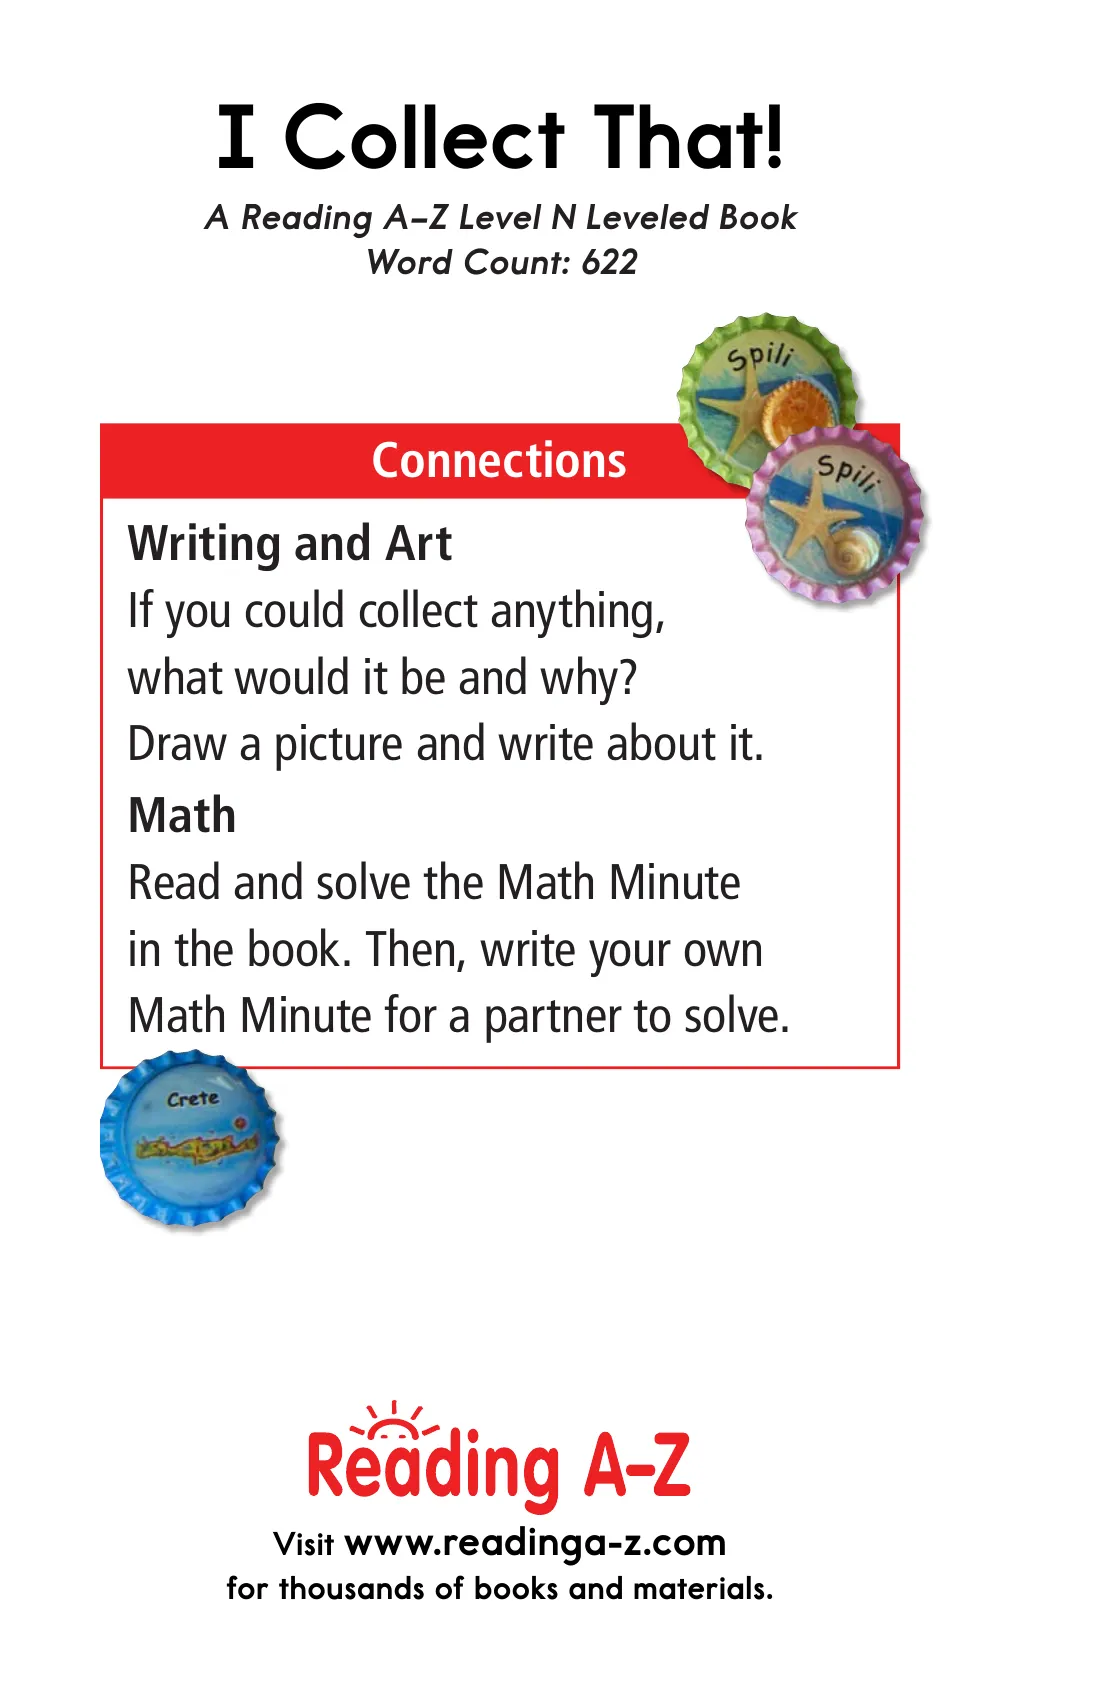 I Collect That!
A Reading A–Z Level N Leveled Book
Word Count: 622
Spili
Spili
Connections
Writing and Art
If you could collect anything,
what would it be and why?
Draw a picture and write about it.
Math
Read and solve the Math Minute
in the book. Then, write your own
Math Minute for a partner to solve.
Crete
Reading A–Z
Visit www.readinga-z.com
for thousands of books and materials.